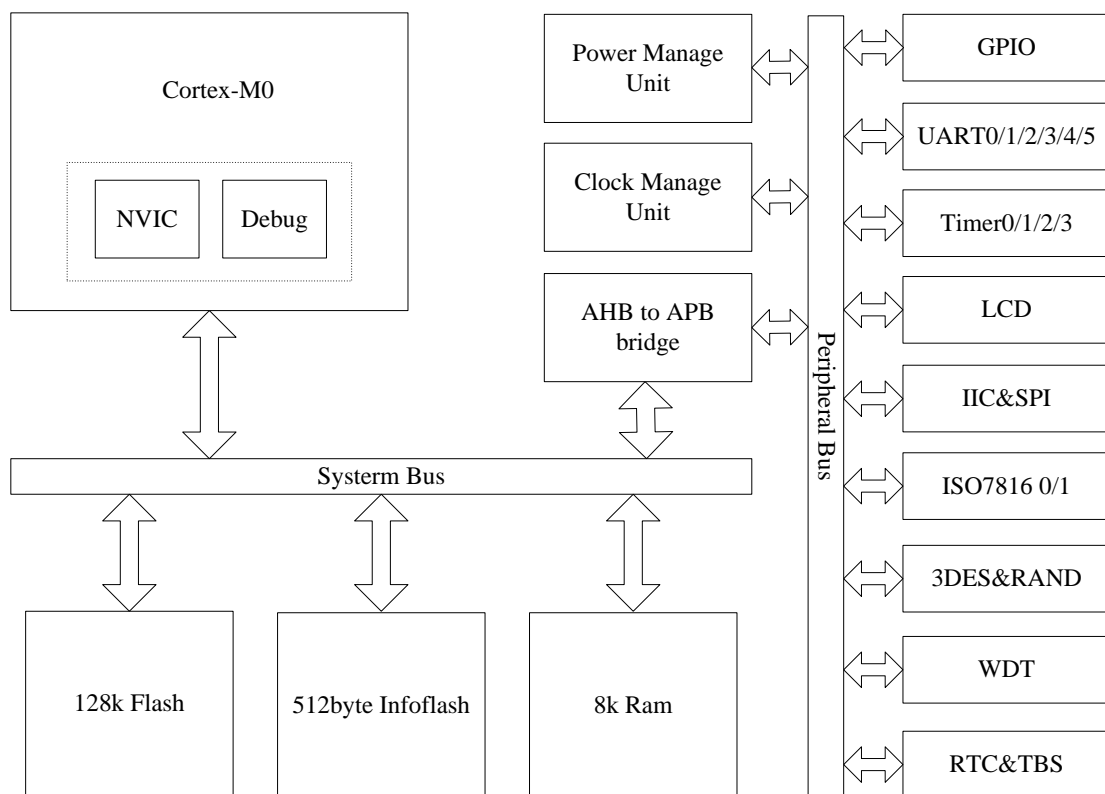 Cortex-M0
NVIC
Debug
Power Manage
Unit
Clock Manage
Unit
AHB to APB
bridge
Systerm Bus
128k Flash
512byte Infoflash
8k Ram
Peripheral Bus
GPIO
UART0/1/2/3/4/5
Timer0/1/2/3
LCD
IIC&SPI
ISO7816 0/1
3DES&RAND
WDT
RTC&TBS